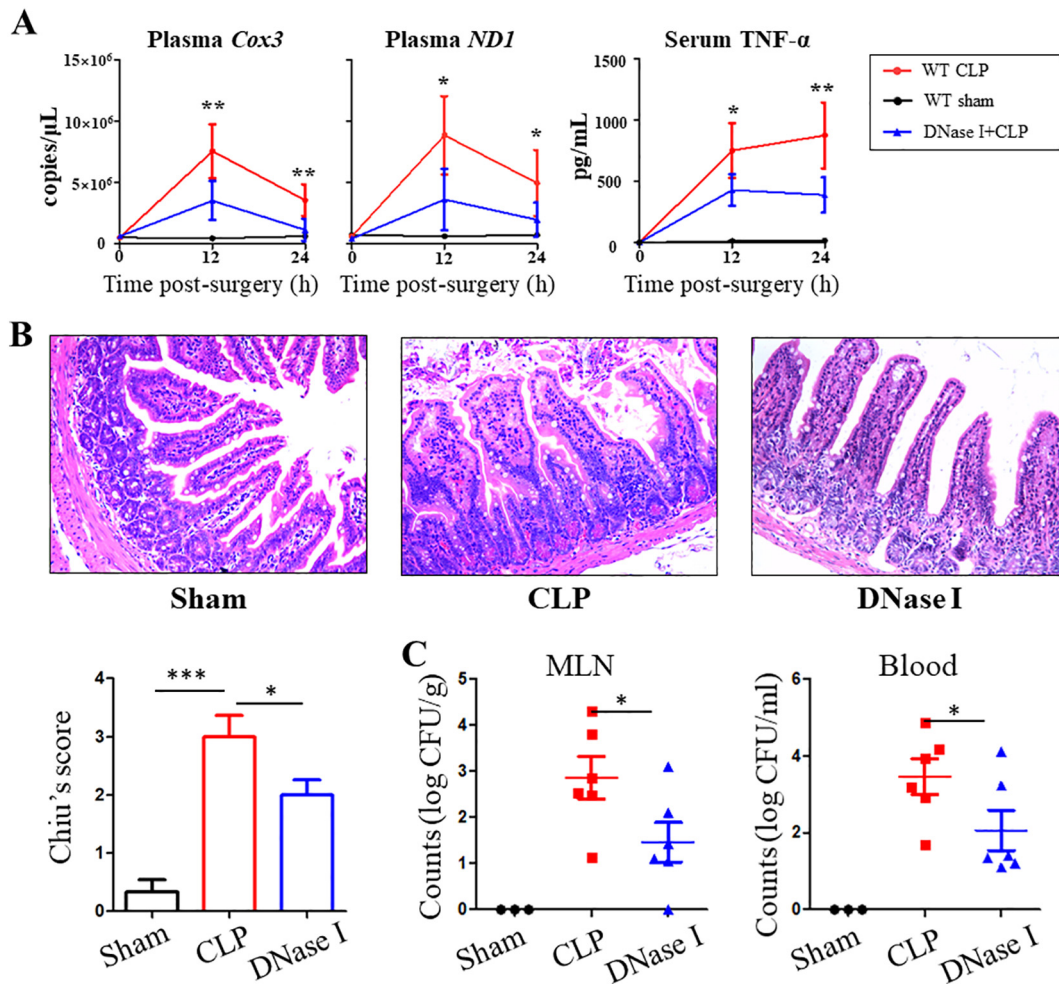 A
Plasma Cox3
Plasma ND1
Serum TNF-α
WT CLP
WT sham
DNase I+CLP
copies/μL
15×10⁶
10×10⁶
5×10⁶
0
**
**
0 12 24
Time post-surgery (h)
*
*
0 12 24
Time post-surgery (h)
pg/mL
1500
1000
500
0
*
**
0 12 24
Time post-surgery (h)
B
Sham
CLP
DNase I
Chiu's score
4
3
2
1
0
***
*
Sham
CLP
DNase I
C
MLN
Counts (log CFU/g)
5
4
3
2
1
0
*
Sham
CLP
DNase I
Blood
Counts (log CFU/ml)
6
4
2
0
*
Sham
CLP
DNase I